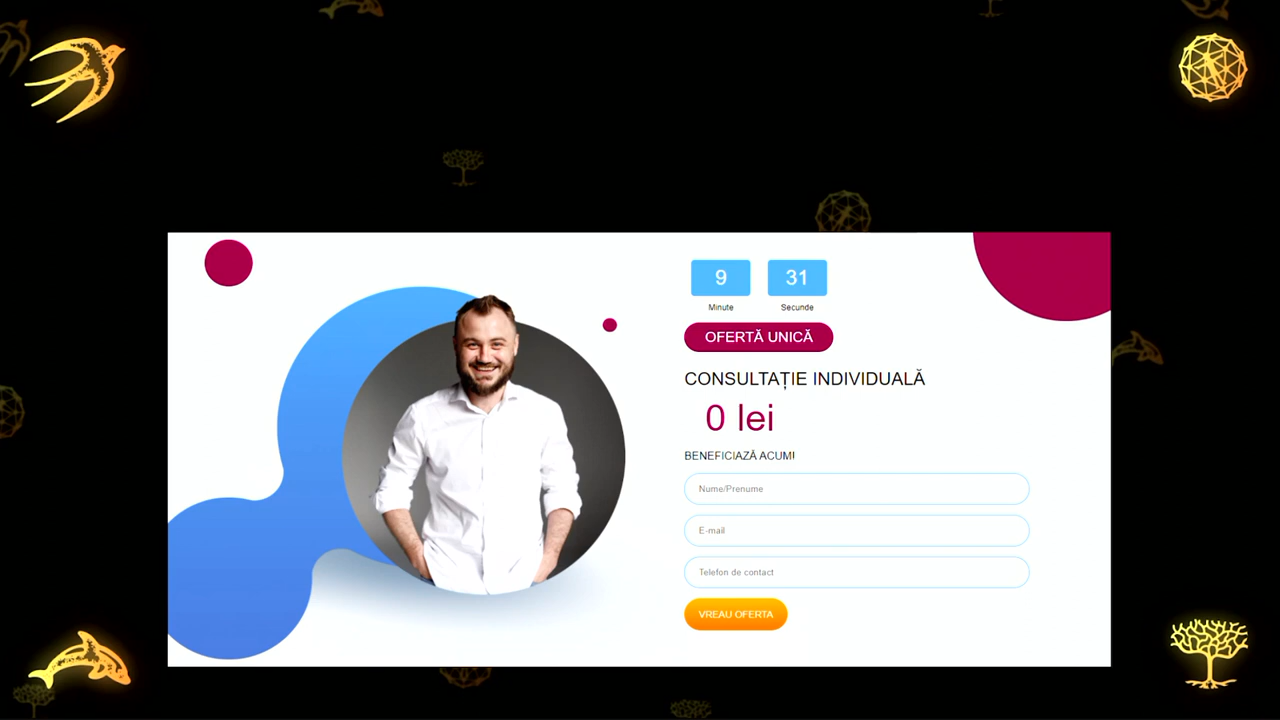 9 31
Minute Secunde
OFERTĂ UNICĂ
CONSULTAȚIE INDIVIDUALĂ
0 lei
BENEFICIAZĂ ACUM!
Nume/Prenume
E-mail
Telefon de contact
VREAU OFERTA